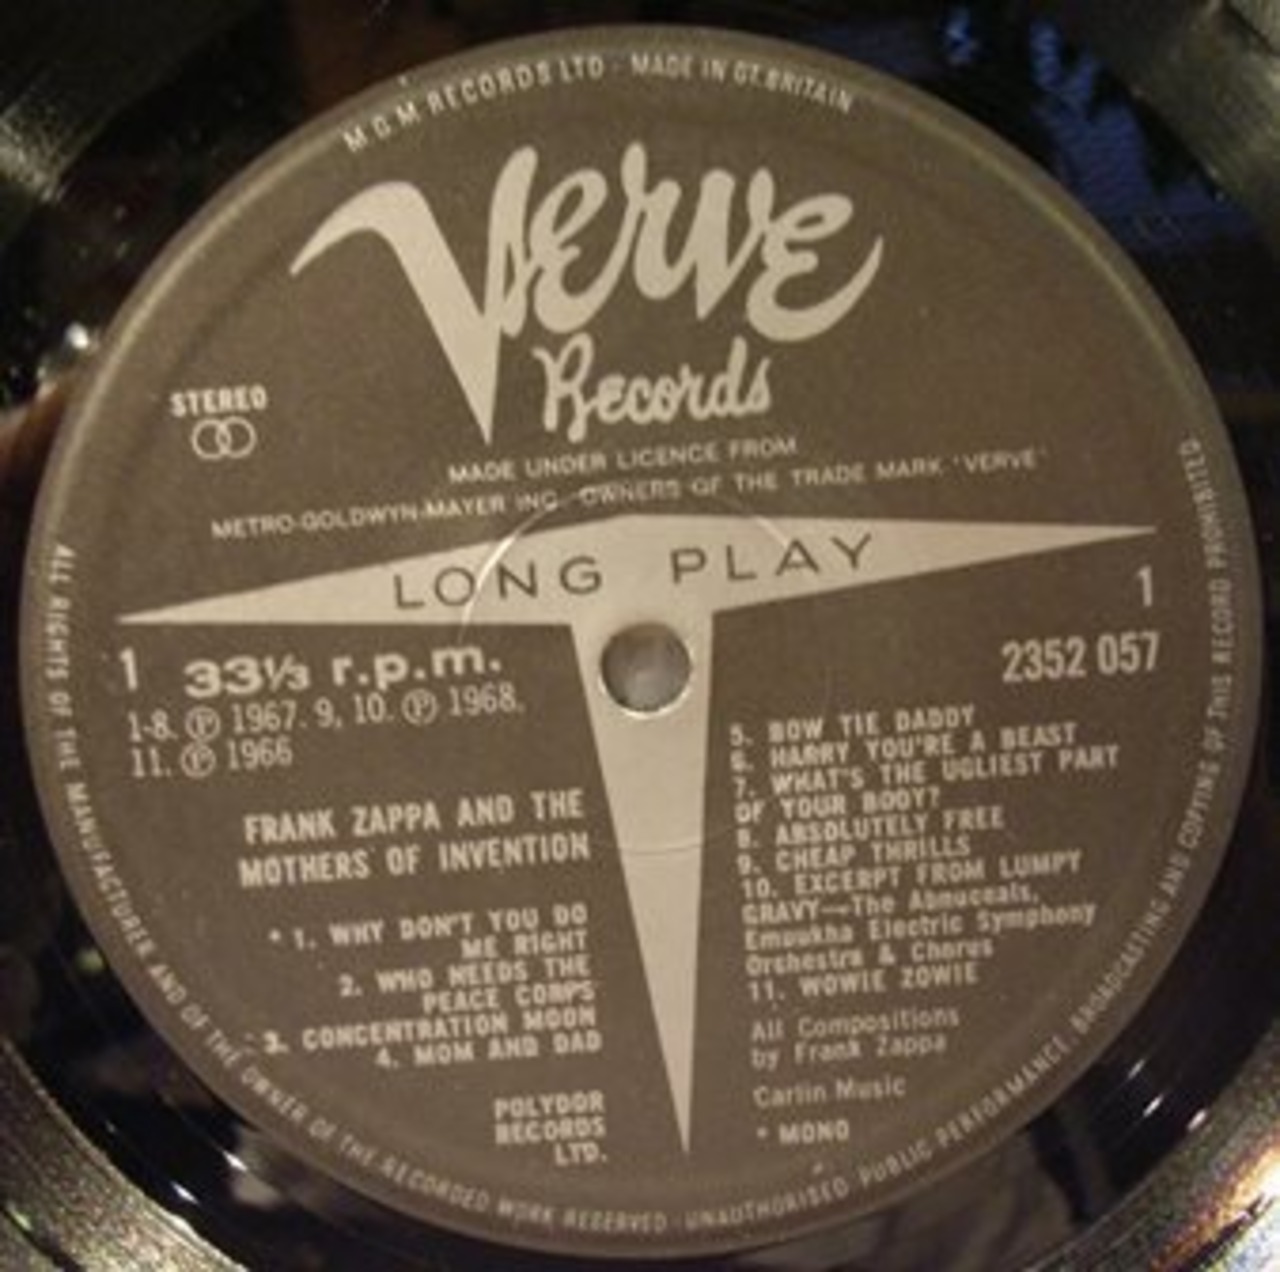 M.G.M RECORDS LTD · MADE IN GT. BRITAIN
Verve
Records
STEREO
MADE UNDER LICENCE FROM
METRO-GOLDWYN-MAYER INC. OWNERS OF THE TRADE MARK 'VERVE'
LONG PLAY
1
2352 057
1 33⅓ r.p.m.
1-8. ℗ 1967. 9, 10. ℗ 1968.
11. ℗ 1966
FRANK ZAPPA AND THE
MOTHERS OF INVENTION
* 1. WHY DON'T YOU DO
ME RIGHT
2. WHO NEEDS THE
PEACE CORPS
3. CONCENTRATION MOON
4. MOM AND DAD
POLYDOR
RECORDS
LTD.
5. BOW TIE DADDY
6. HARRY YOU'RE A BEAST
7. WHAT'S THE UGLIEST PART
OF YOUR BODY?
8. ABSOLUTELY FREE
9. CHEAP THRILLS
10. EXCERPT FROM LUMPY
GRAVY—The Abnuceals,
Emuukha Electric Symphony
Orchestra & Chorus
11. WOWIE ZOWIE
All Compositions
by Frank Zappa
Carlin Music
* MONO
ALL RIGHTS OF THE MANUFACTURER AND OF THE OWNER OF THE RECORDED WORK RESERVED · UNAUTHORISED PUBLIC PERFORMANCE, BROADCASTING AND COPYING OF THIS RECORD PROHIBITED